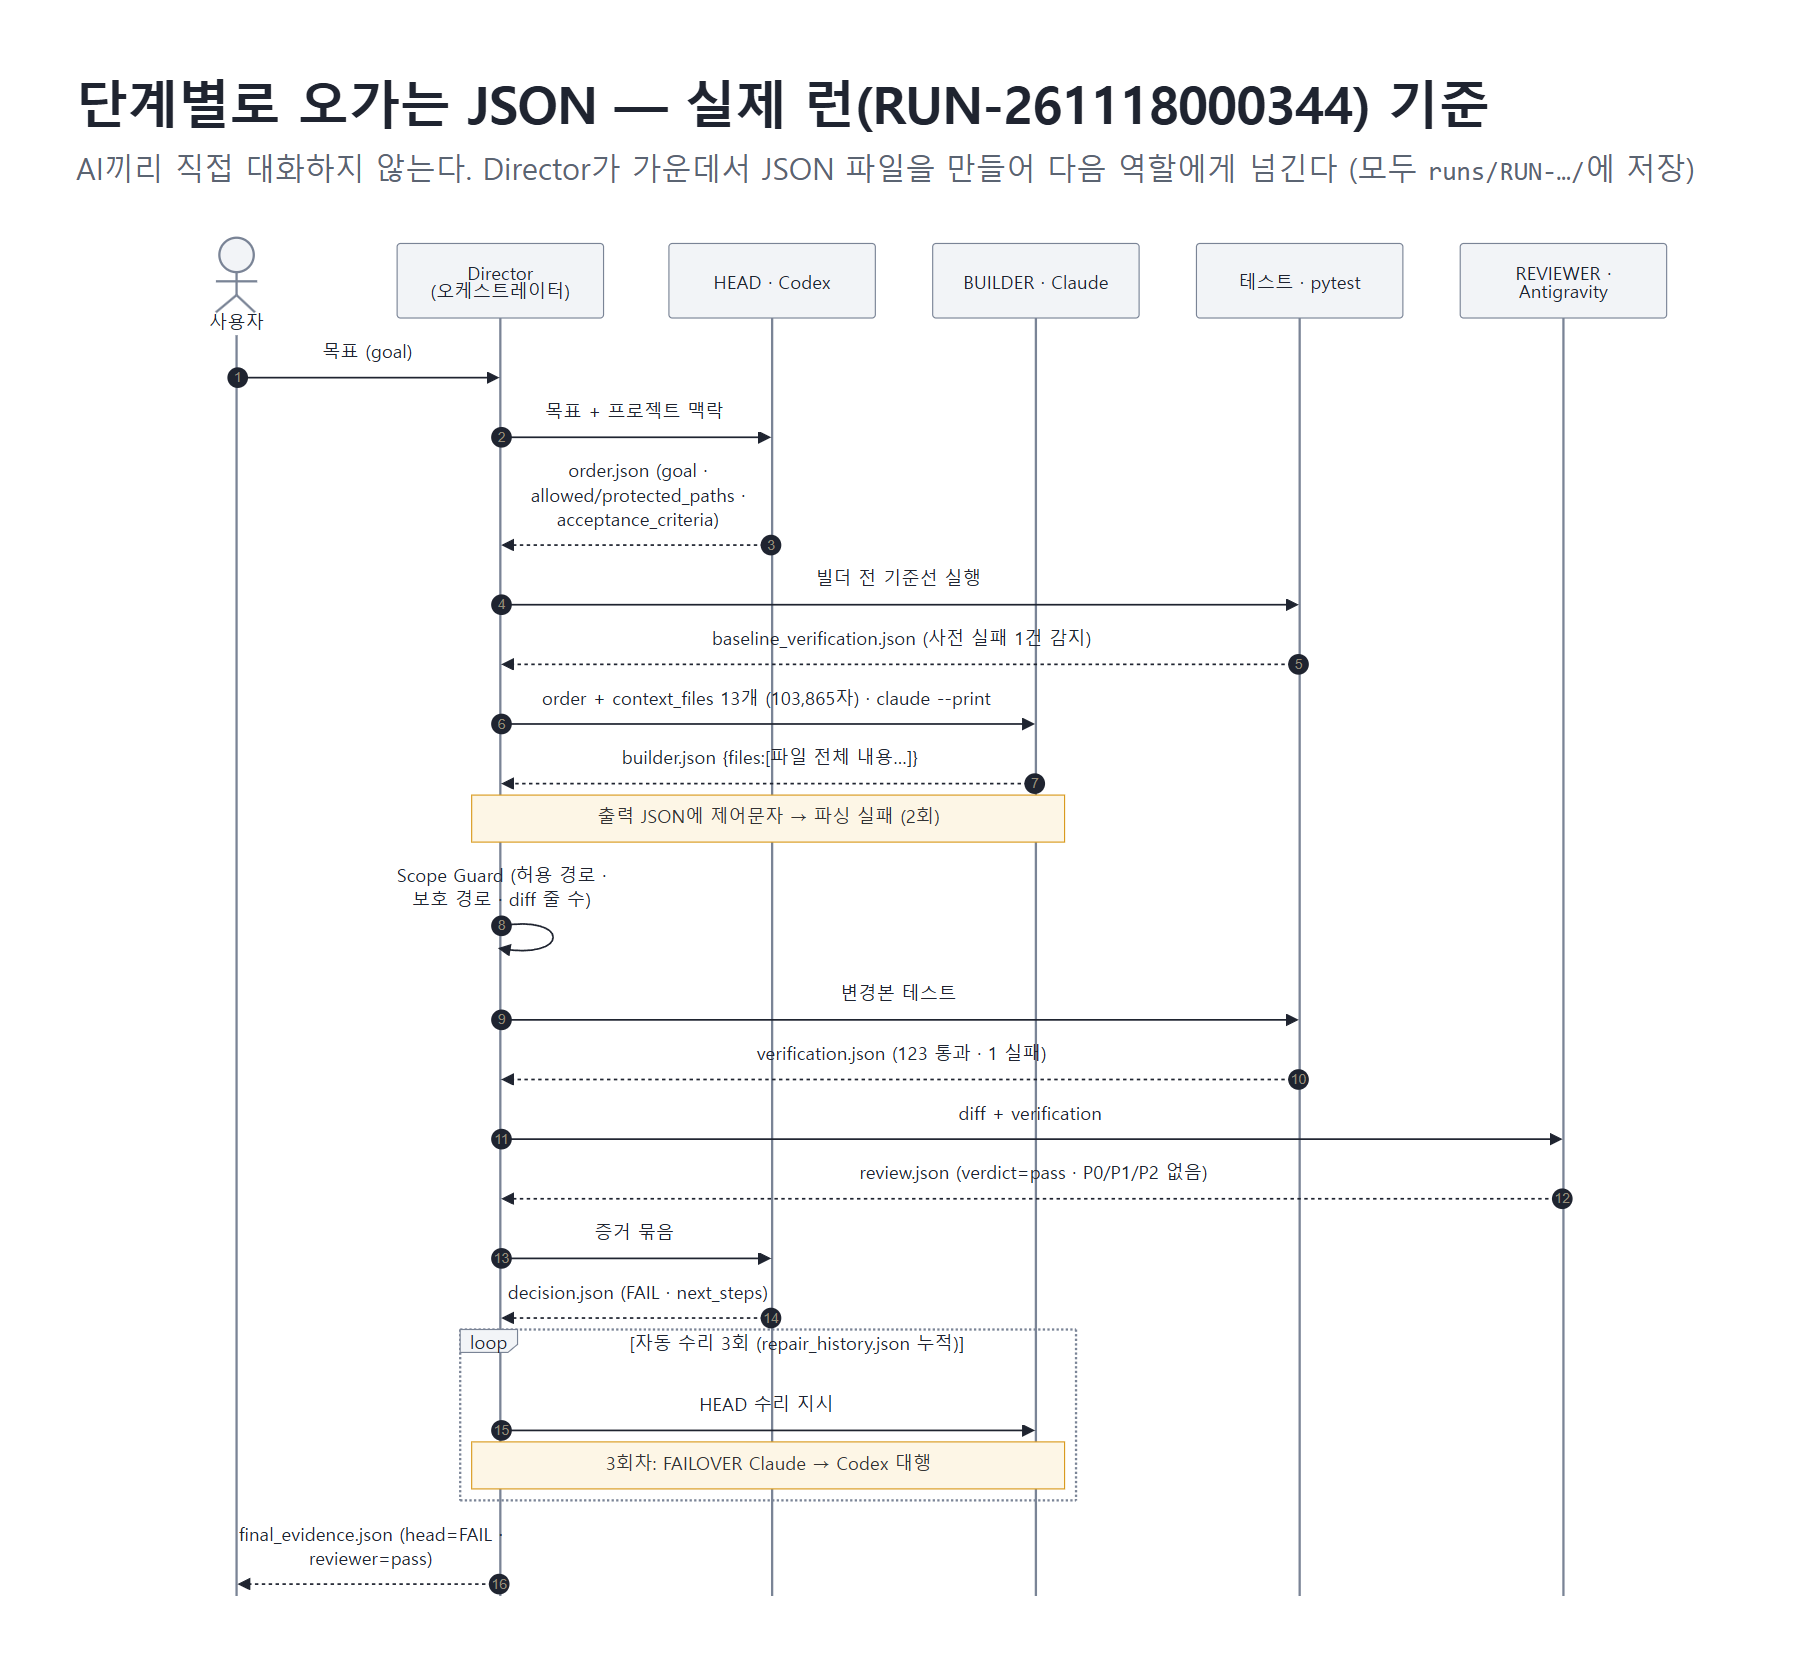 단계별로 오가는 JSON — 실제 런(RUN-261118000344) 기준
AI끼리 직접 대화하지 않는다. Director가 가운데서 JSON 파일을 만들어 다음 역할에게 넘긴다 (모두 runs/RUN-…/에 저장)
사용자
Director
(오케스트레이터)
HEAD · Codex
BUILDER · Claude
테스트 · pytest
REVIEWER ·
Antigravity
목표 (goal)
1
목표 + 프로젝트 맥락
2
order.json (goal ·
allowed/protected_paths ·
acceptance_criteria)
3
빌더 전 기준선 실행
4
baseline_verification.json (사전 실패 1건 감지)
5
order + context_files 13개 (103,865자) · claude --print
6
builder.json {files:[파일 전체 내용…]}
7
출력 JSON에 제어문자 → 파싱 실패 (2회)
Scope Guard (허용 경로 ·
보호 경로 · diff 줄 수)
8
변경본 테스트
9
verification.json (123 통과 · 1 실패)
10
diff + verification
11
review.json (verdict=pass · P0/P1/P2 없음)
12
증거 묶음
13
decision.json (FAIL · next_steps)
14
loop
[자동 수리 3회 (repair_history.json 누적)]
HEAD 수리 지시
15
3회차: FAILOVER Claude → Codex 대행
final_evidence.json (head=FAIL ·
reviewer=pass)
16